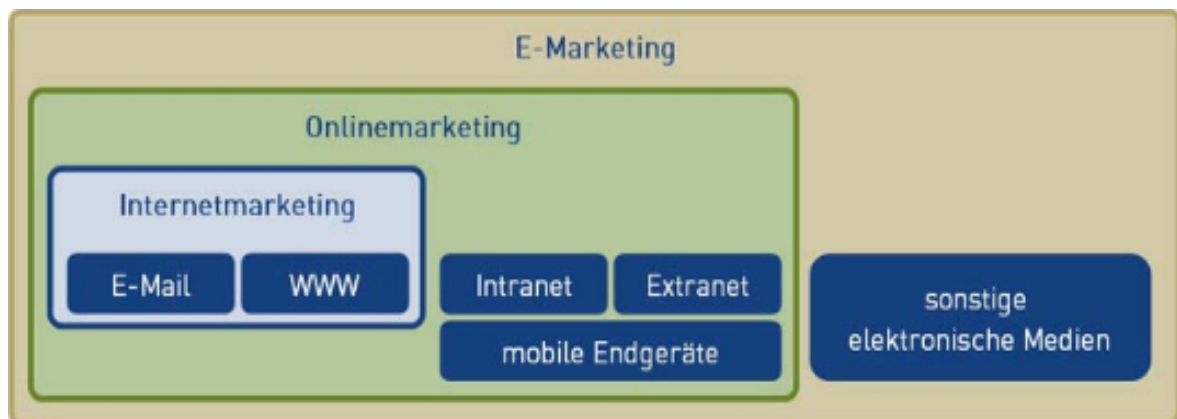 E-Marketing
Onlinemarketing
Internetmarketing
E-Mail
WWW
Intranet
Extranet
mobile Endgeräte
sonstige
elektronische Medien